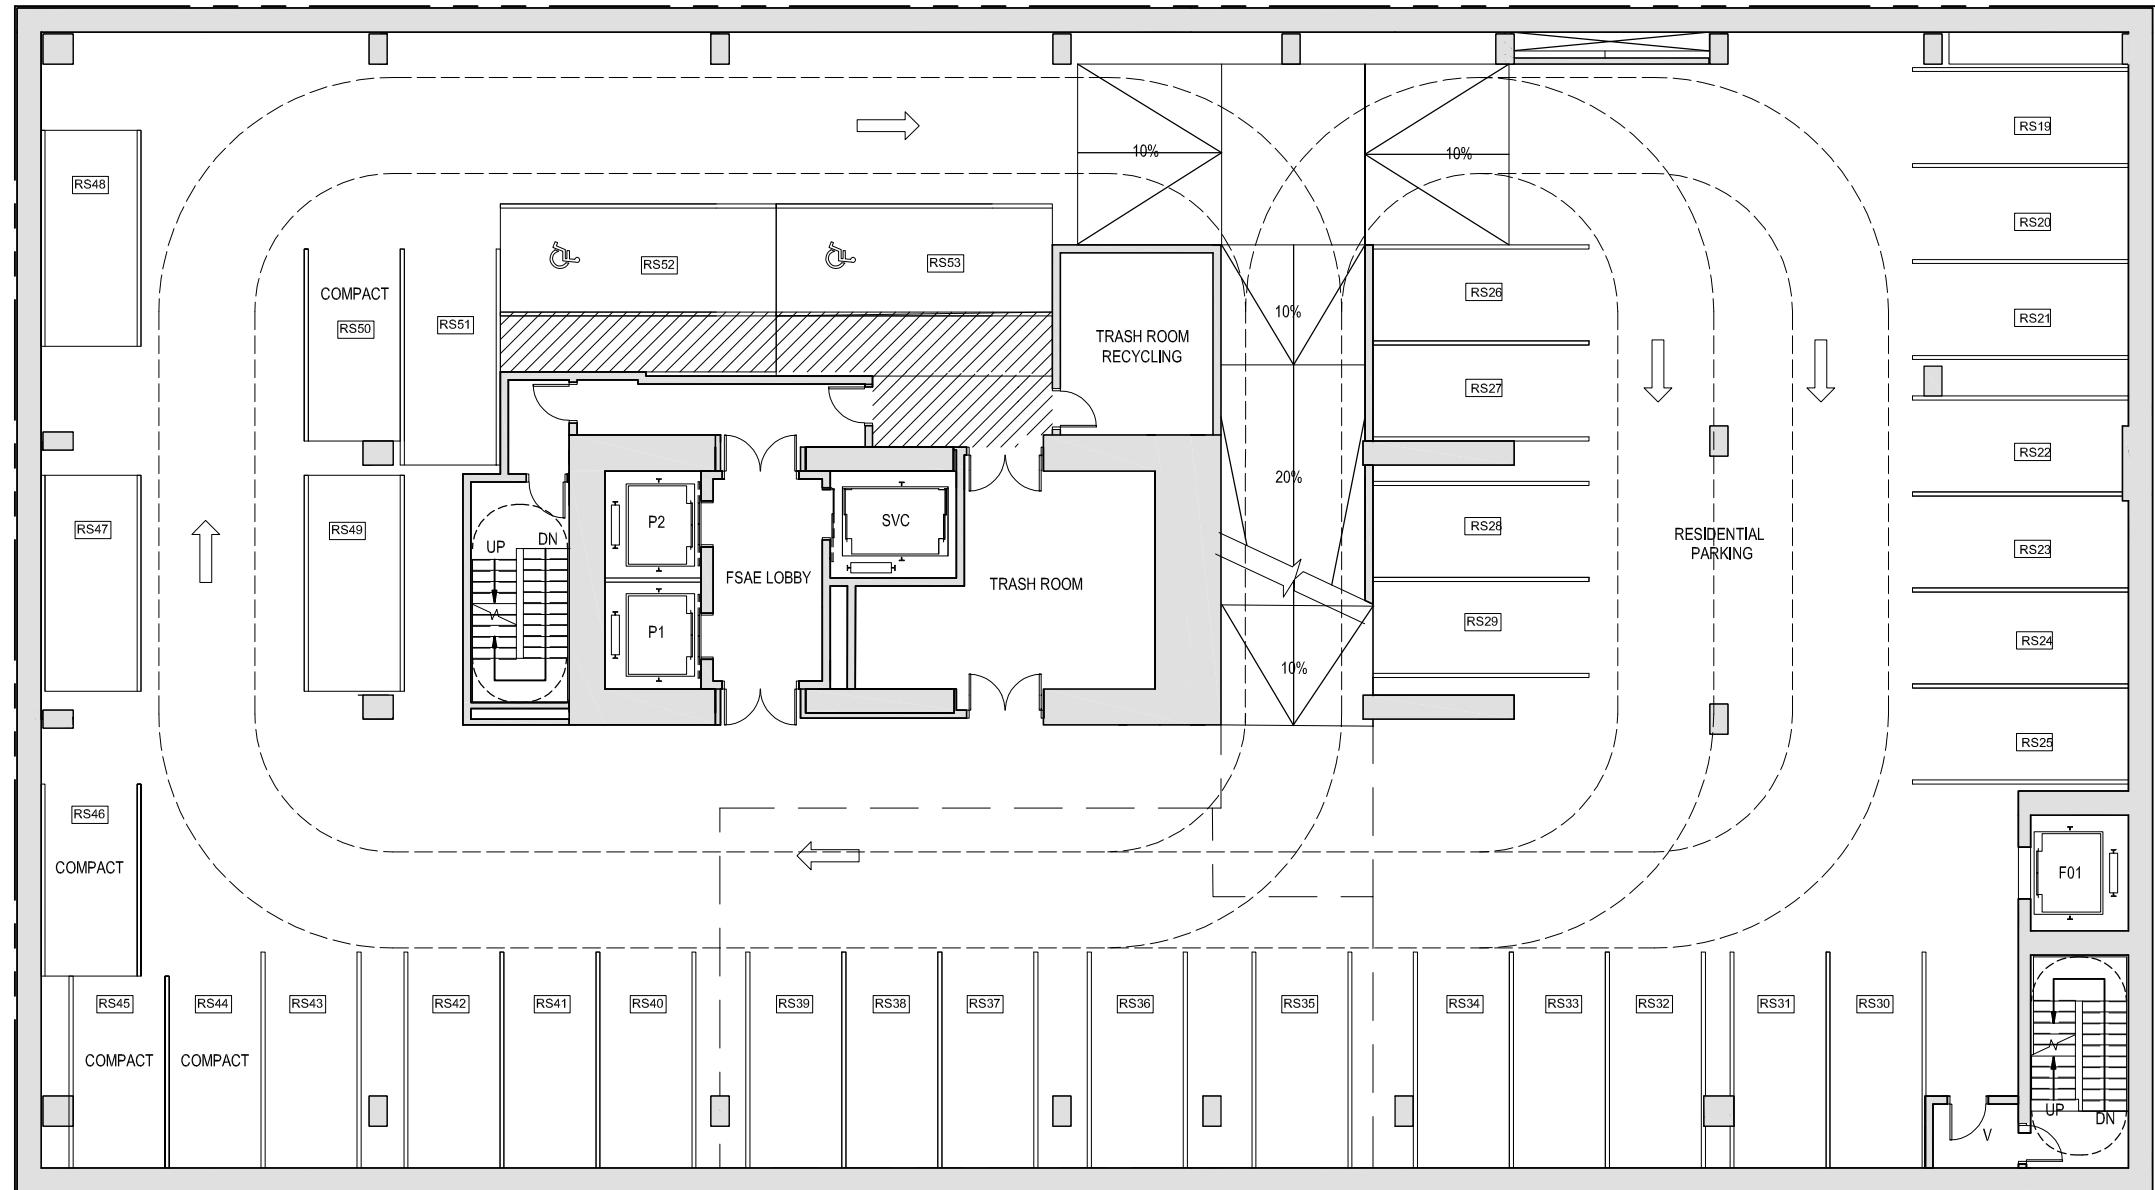 RS19
10%
10%
RS48
RS20
RS52
RS53
COMPACT
RS50
RS51
RS26
10%
RS21
TRASH ROOM
RECYCLING
RS27
RS22
20%
P2
SVC
RS47
RS49
RS28
RESIDENTIAL
PARKING
UP
DN
RS23
FSAE LOBBY
TRASH ROOM
P1
RS29
RS24
10%
RS25
RS46
COMPACT
F01
RS45
RS44
RS43
RS42
RS41
RS40
RS39
RS38
RS37
RS36
RS35
RS34
RS33
RS32
RS31
RS30
COMPACT
COMPACT
UP
DN
V